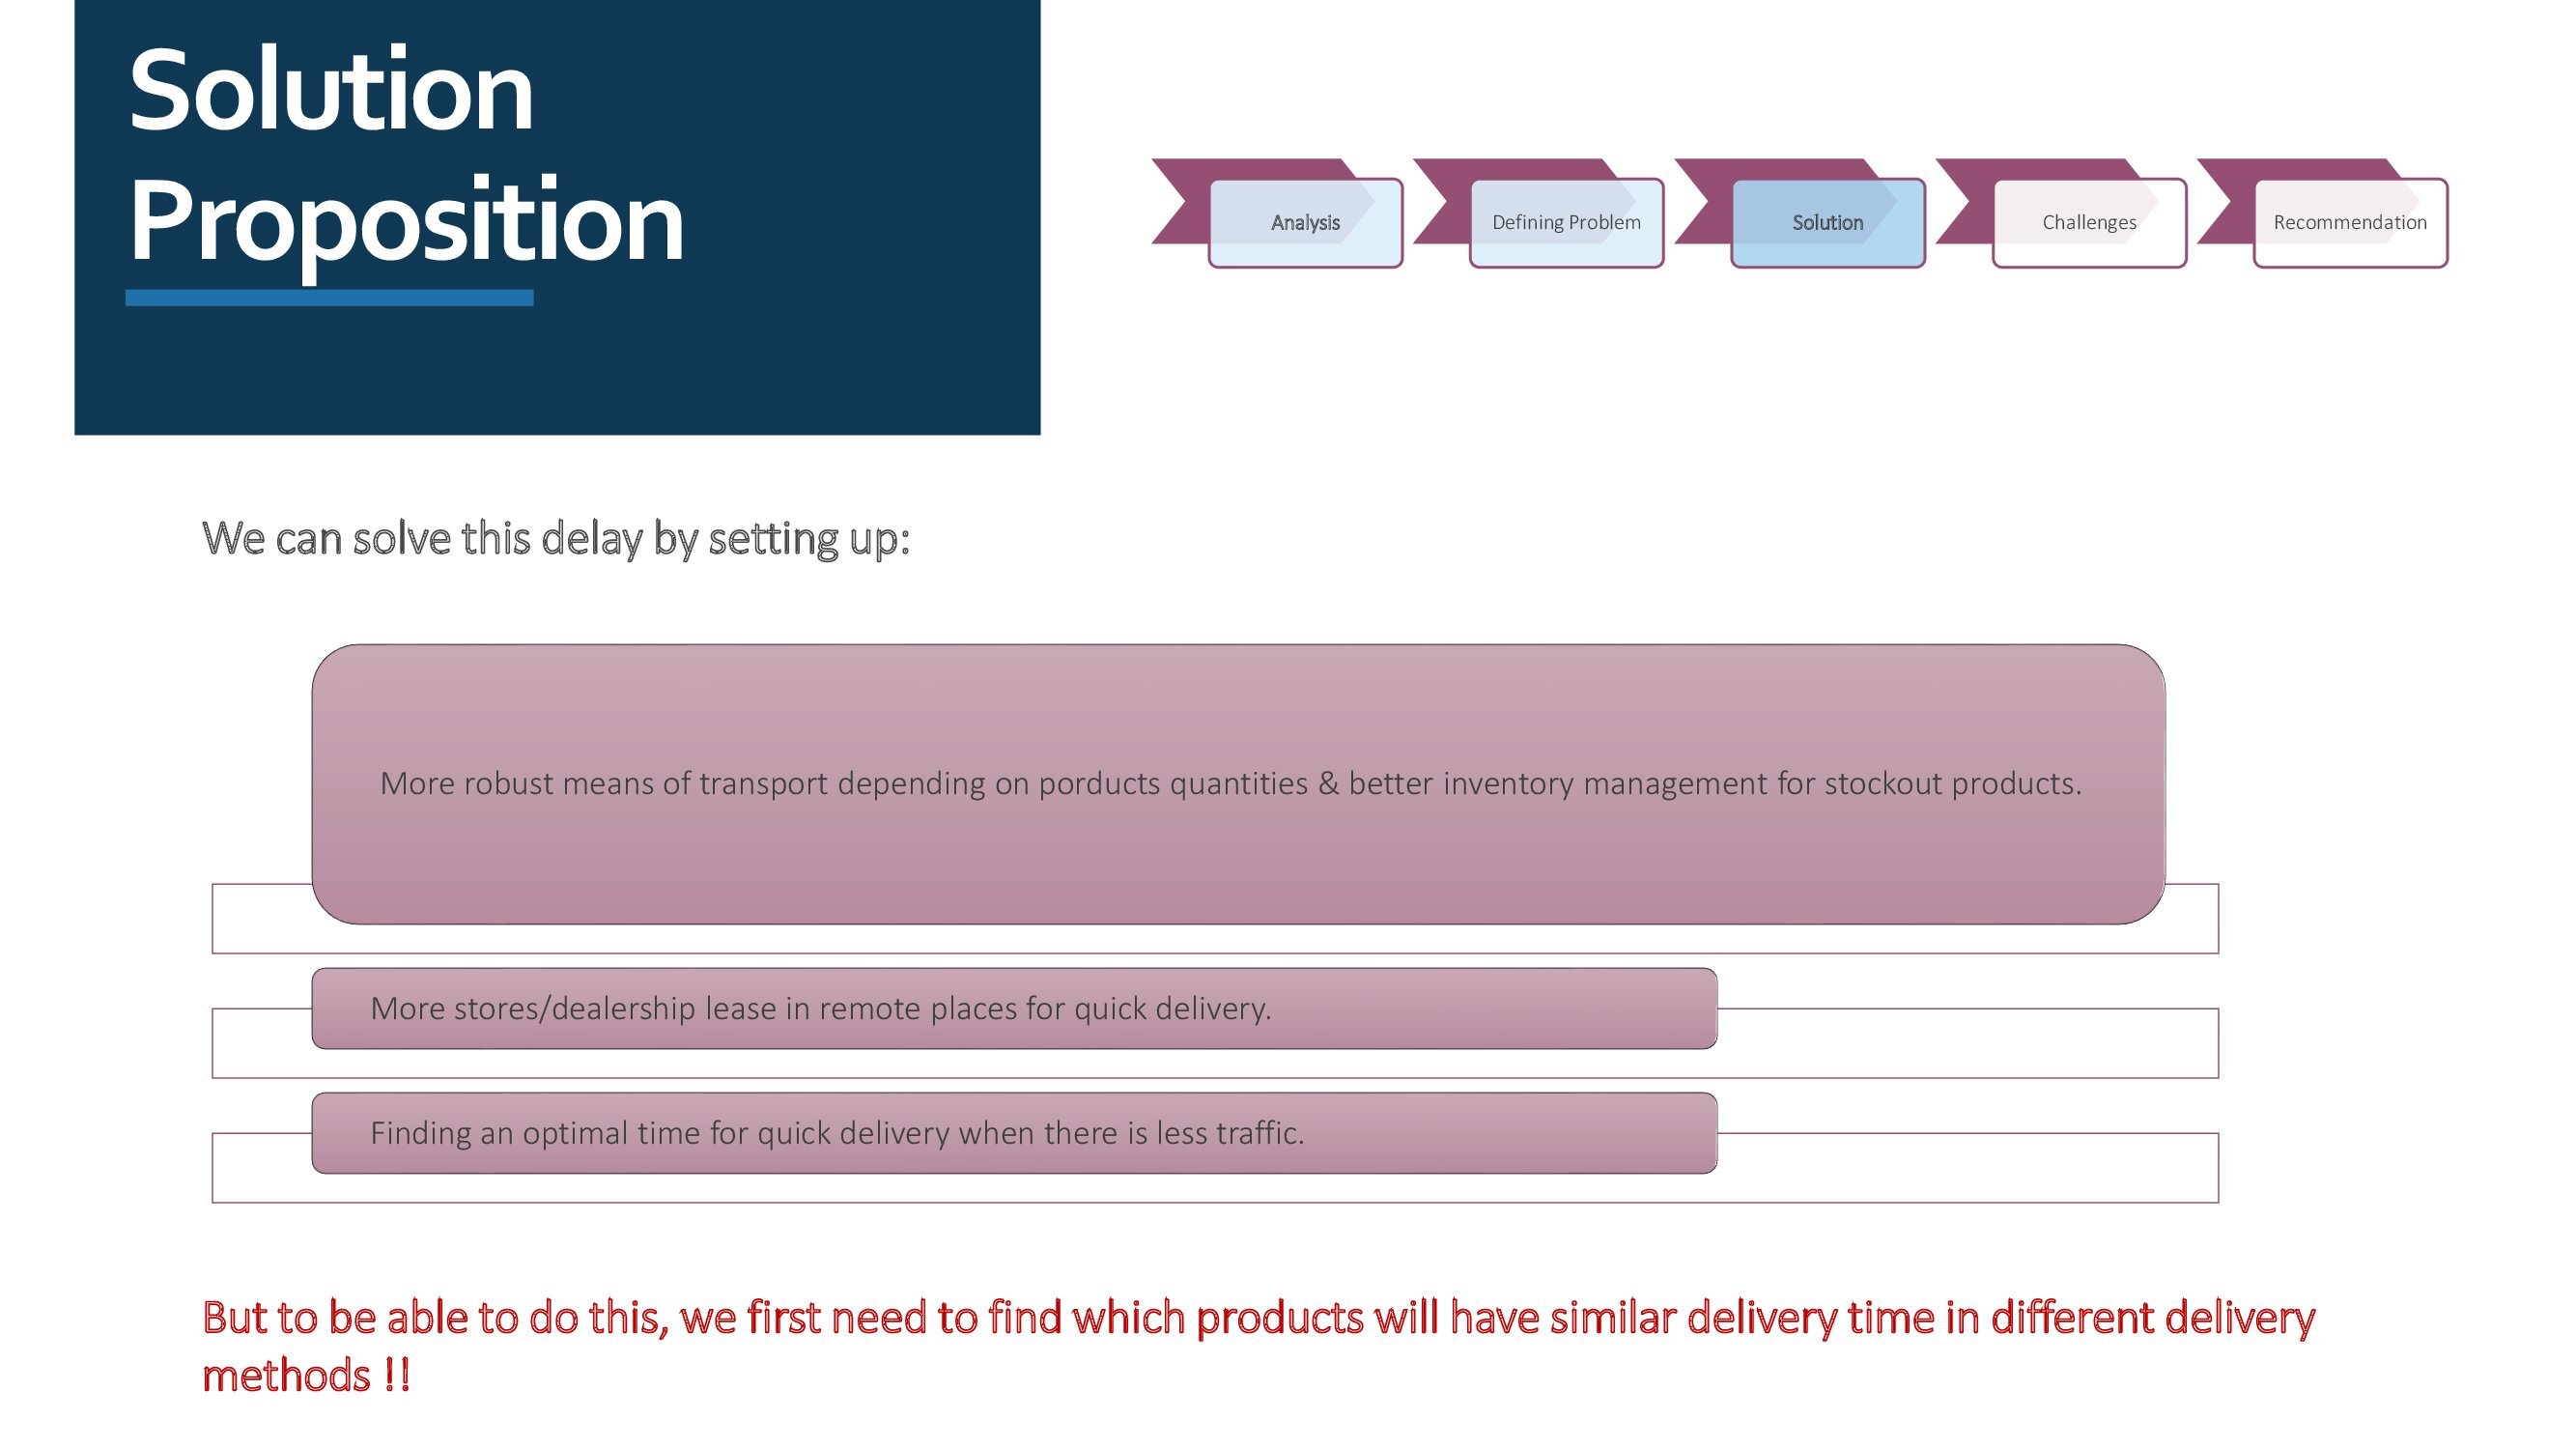 Solution
Proposition
Analysis
Defining Problem
Solution
Challenges
Recommendation
We can solve this delay by setting up:
More robust means of transport depending on porducts quantities & better inventory management for stockout products.
More stores/dealership lease in remote places for quick delivery.
Finding an optimal time for quick delivery when there is less traffic.
But to be able to do this, we first need to find which products will have similar delivery time in different delivery
methods !!